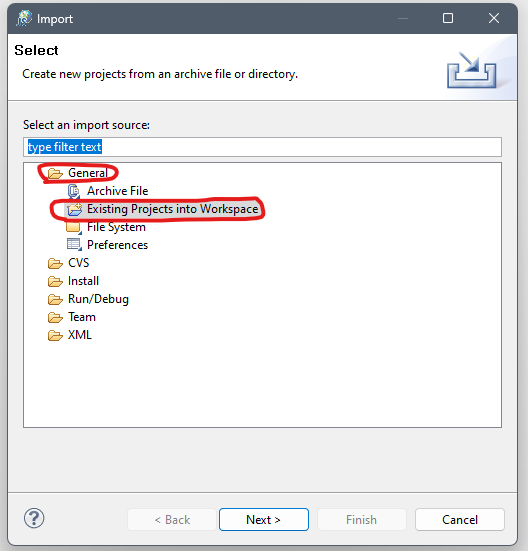 Import
Select
Create new projects from an archive file or directory.
Select an import source:
type filter text
General
Archive File
Existing Projects into Workspace
File System
Preferences
CVS
Install
Run/Debug
Team
XML
?
< Back
Next >
Finish
Cancel